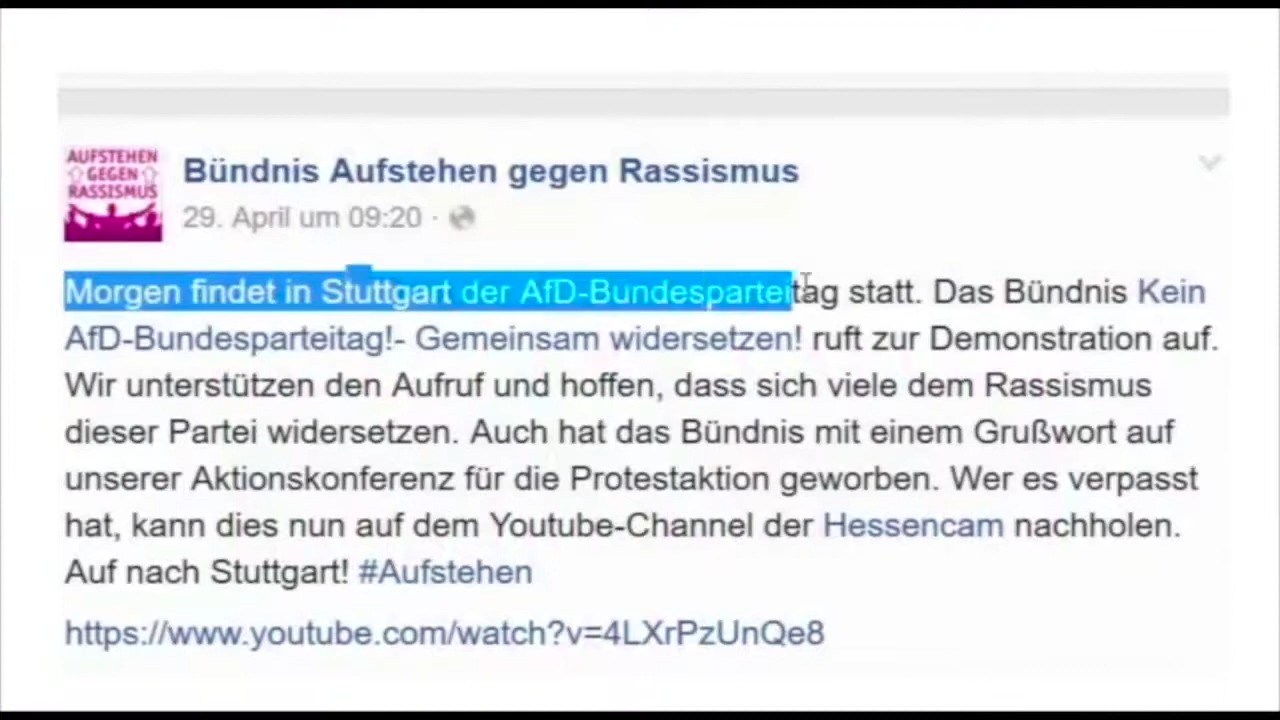 AUFSTEHEN
GEGEN
RASSISMUS
Bündnis Aufstehen gegen Rassismus
29. April um 09:20 ·
Morgen findet in Stuttgart der AfD-Bundesparteitag statt. Das Bündnis Kein
AfD-Bundesparteitag!- Gemeinsam widersetzen! ruft zur Demonstration auf.
Wir unterstützen den Aufruf und hoffen, dass sich viele dem Rassismus
dieser Partei widersetzen. Auch hat das Bündnis mit einem Grußwort auf
unserer Aktionskonferenz für die Protestaktion geworben. Wer es verpasst
hat, kann dies nun auf dem Youtube-Channel der Hessencam nachholen.
Auf nach Stuttgart! #Aufstehen
https://www.youtube.com/watch?v=4LXrPzUnQe8